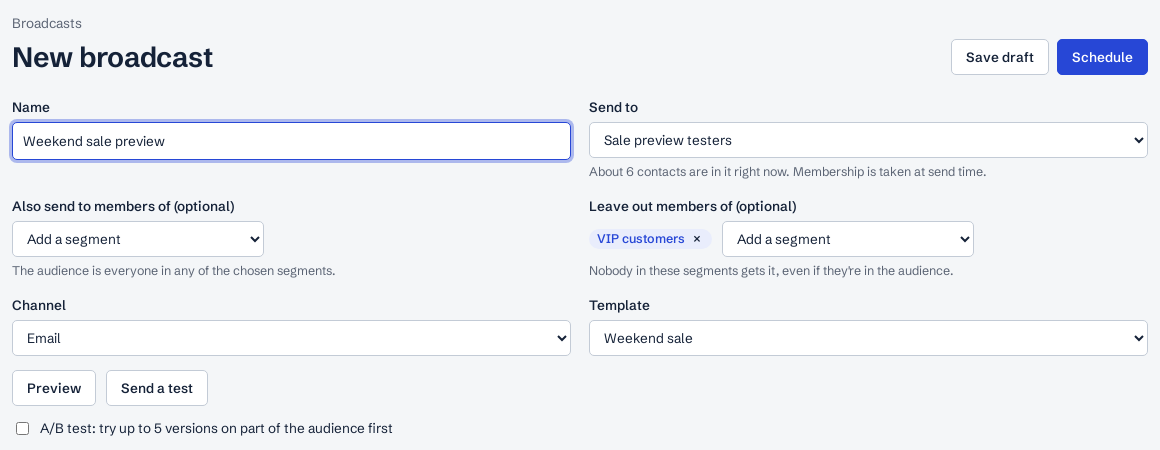 Broadcasts
New broadcast
Save draft
Schedule
Name
Send to
Weekend sale preview
Sale preview testers
About 6 contacts are in it right now. Membership is taken at send time.
Also send to members of (optional)
Leave out members of (optional)
Add a segment
VIP customers ×
Add a segment
The audience is everyone in any of the chosen segments.
Nobody in these segments gets it, even if they're in the audience.
Channel
Template
Email
Weekend sale
Preview
Send a test
A/B test: try up to 5 versions on part of the audience first